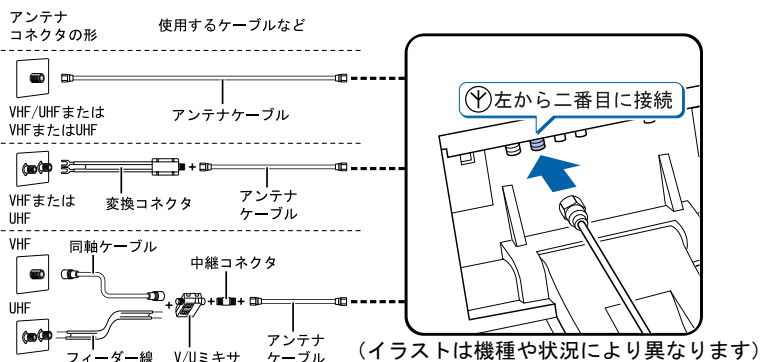 アンテナ
コネクタの形
使用するケーブルなど
VHF/UHFまたは
VHFまたはUHF
アンテナケーブル
VHFまたは
UHF
変換コネクタ
+
アンテナ
ケーブル
VHF
同軸ケーブル
中継コネクタ
UHF
+
+
+
フィーダー線
V/Uミキサ
アンテナ
ケーブル
左から二番目に接続
(イラストは機種や状況により異なります)